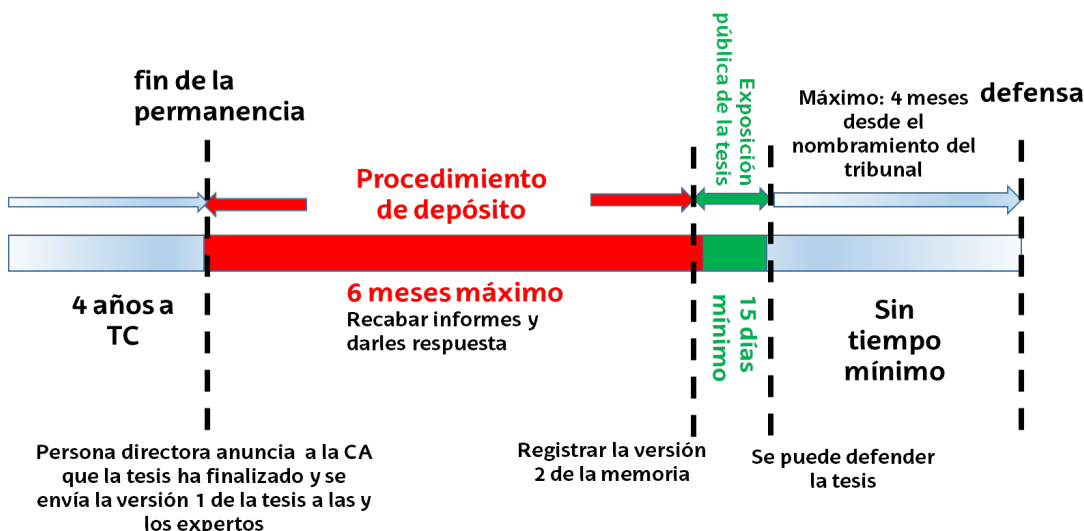 fin de la
permanencia
Procedimiento
de depósito
Exposición
pública de la tesis
Máximo: 4 meses
desde el
nombramiento del
tribunal
defensa
4 años a
TC
6 meses máximo
Recabar informes y
darles respuesta
15 días
mínimo
Sin
tiempo
mínimo
Persona directora anuncia a la CA
que la tesis ha finalizado y se
envía la versión 1 de la tesis a las y
los expertos
Registrar la versión
2 de la memoria
Se puede defender
la tesis